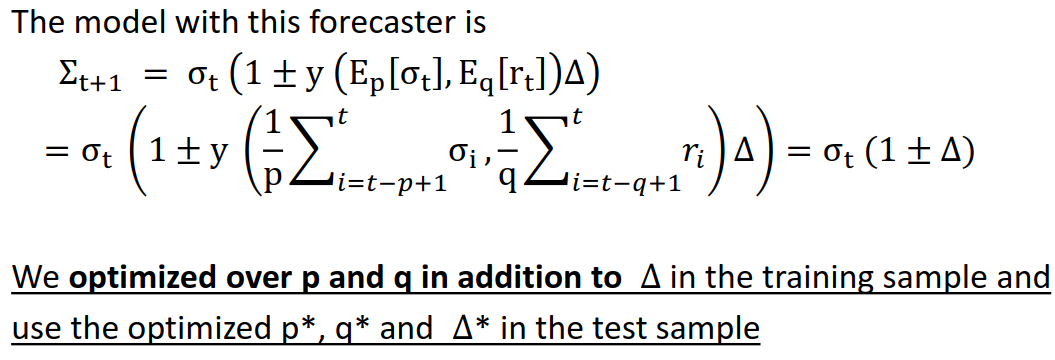 The model with this forecaster is
Σₜ₊₁ = σₜ (1 ± y (Eₚ[σₜ], E_q[rₜ])Δ)
= σₜ (1 ± y (1/p ∑_{i=t−p+1}^{t} σᵢ , 1/q ∑_{i=t−q+1}^{t} rᵢ) Δ) = σₜ (1 ± Δ)
We optimized over p and q in addition to Δ in the training sample and
use the optimized p*, q* and Δ* in the test sample